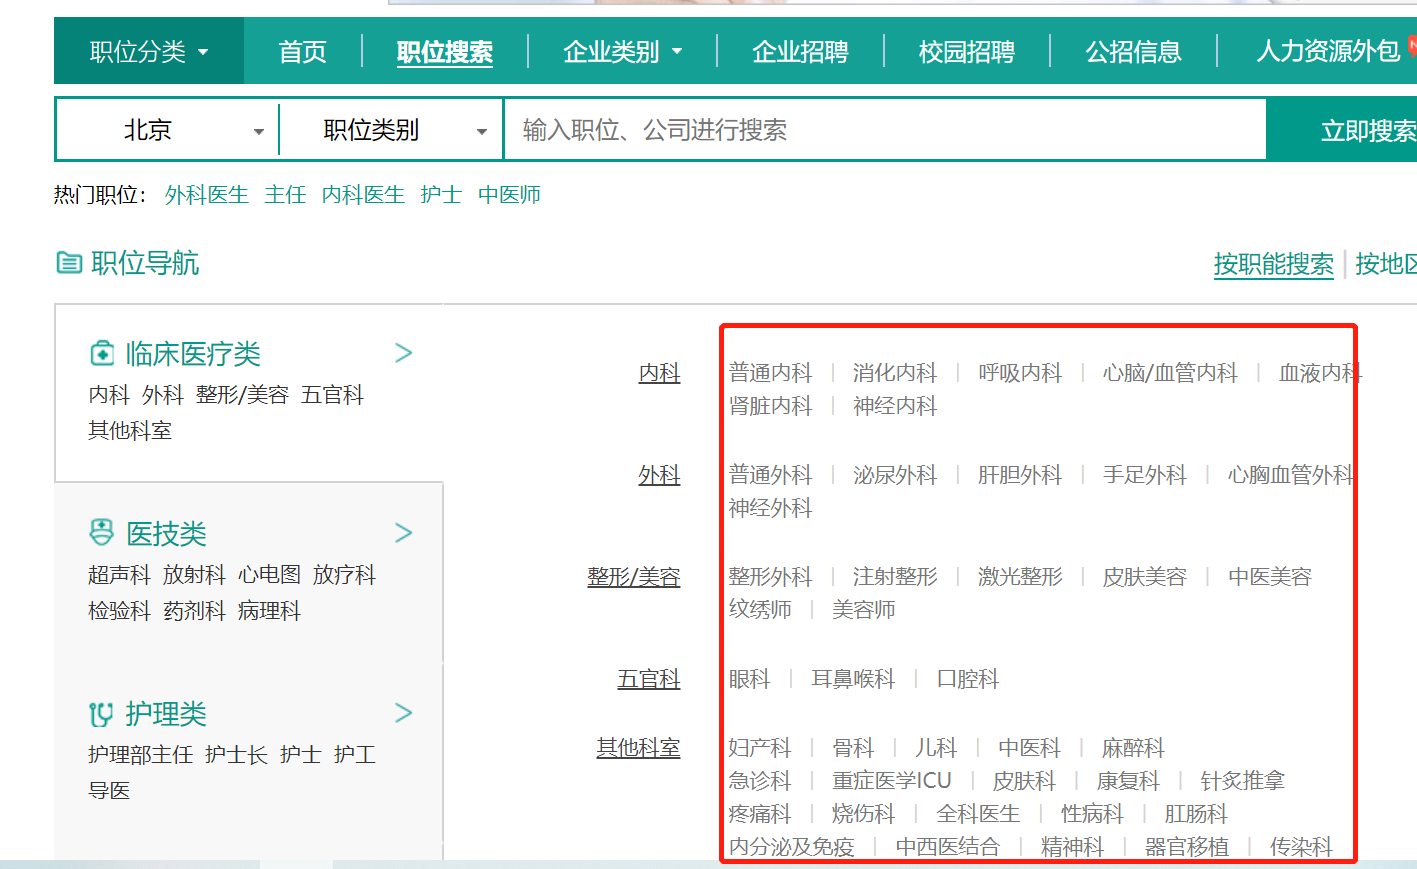 职位分类 首页 职位搜索 企业类别 企业招聘 校园招聘 公招信息 人力资源外包
北京 职位类别 输入职位、公司进行搜索 立即搜索
热门职位： 外科医生 主任 内科医生 护士 中医师
职位导航 按职能搜索 | 按地区
临床医疗类 >
内科 外科 整形/美容 五官科
其他科室
医技类 >
超声科 放射科 心电图 放疗科
检验科 药剂科 病理科
护理类 >
护理部主任 护士长 护士 护工
导医
内科 普通内科 | 消化内科 | 呼吸内科 | 心脑/血管内科 | 血液内科
肾脏内科 | 神经内科
外科 普通外科 | 泌尿外科 | 肝胆外科 | 手足外科 | 心胸血管外科
神经外科
整形/美容 整形外科 | 注射整形 | 激光整形 | 皮肤美容 | 中医美容
纹绣师 | 美容师
五官科 眼科 | 耳鼻喉科 | 口腔科
其他科室 妇产科 | 骨科 | 儿科 | 中医科 | 麻醉科
急诊科 | 重症医学ICU | 皮肤科 | 康复科 | 针灸推拿
疼痛科 | 烧伤科 | 全科医生 | 性病科 | 肛肠科
内分泌及免疫 | 中西医结合 | 精神科 | 器官移植 | 传染科